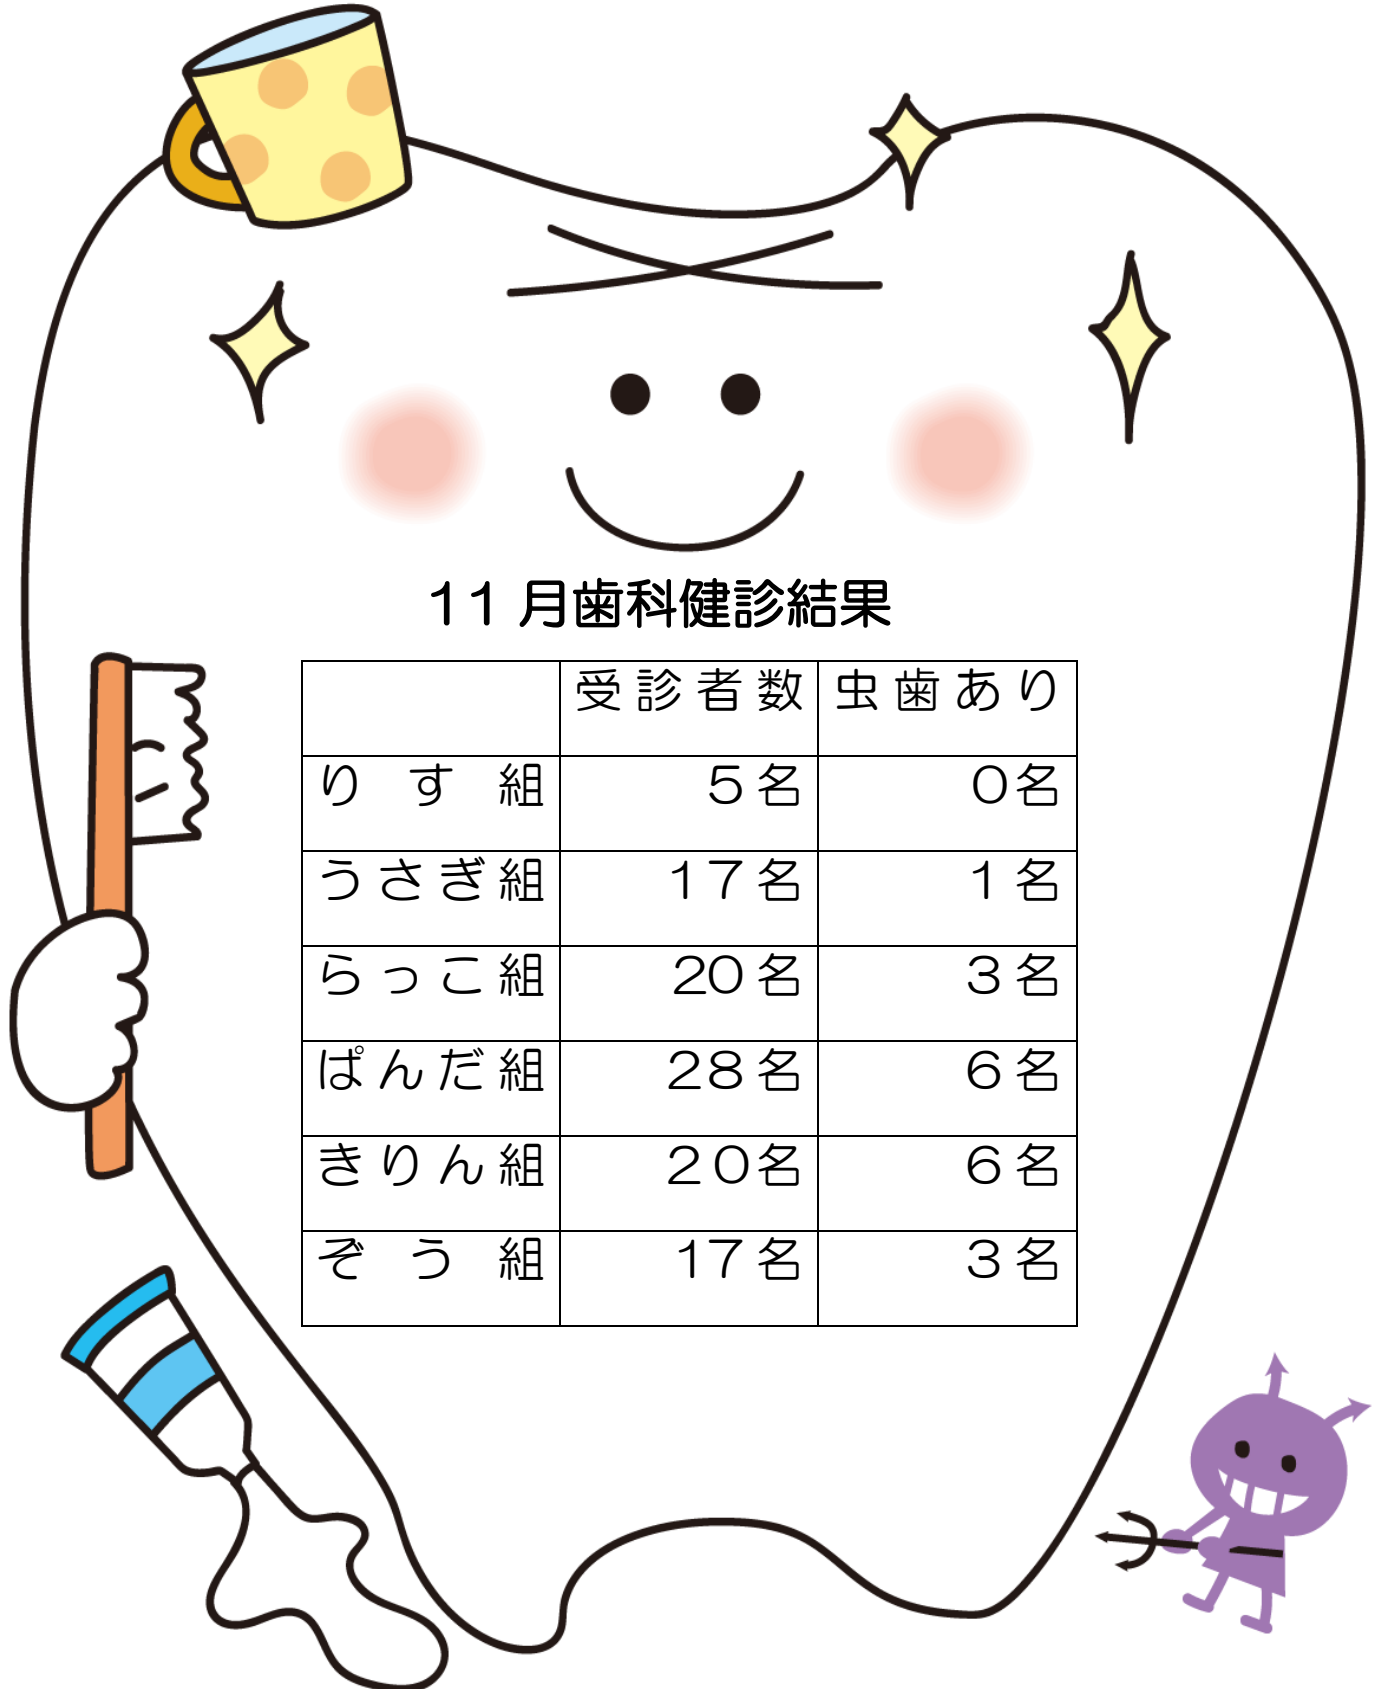 11月歯科健診結果
受診者数 虫歯あり
りす組 5名 0名
うさぎ組 17名 1名
らっこ組 20名 3名
ぱんだ組 28名 6名
きりん組 20名 6名
ぞう組 17名 3名